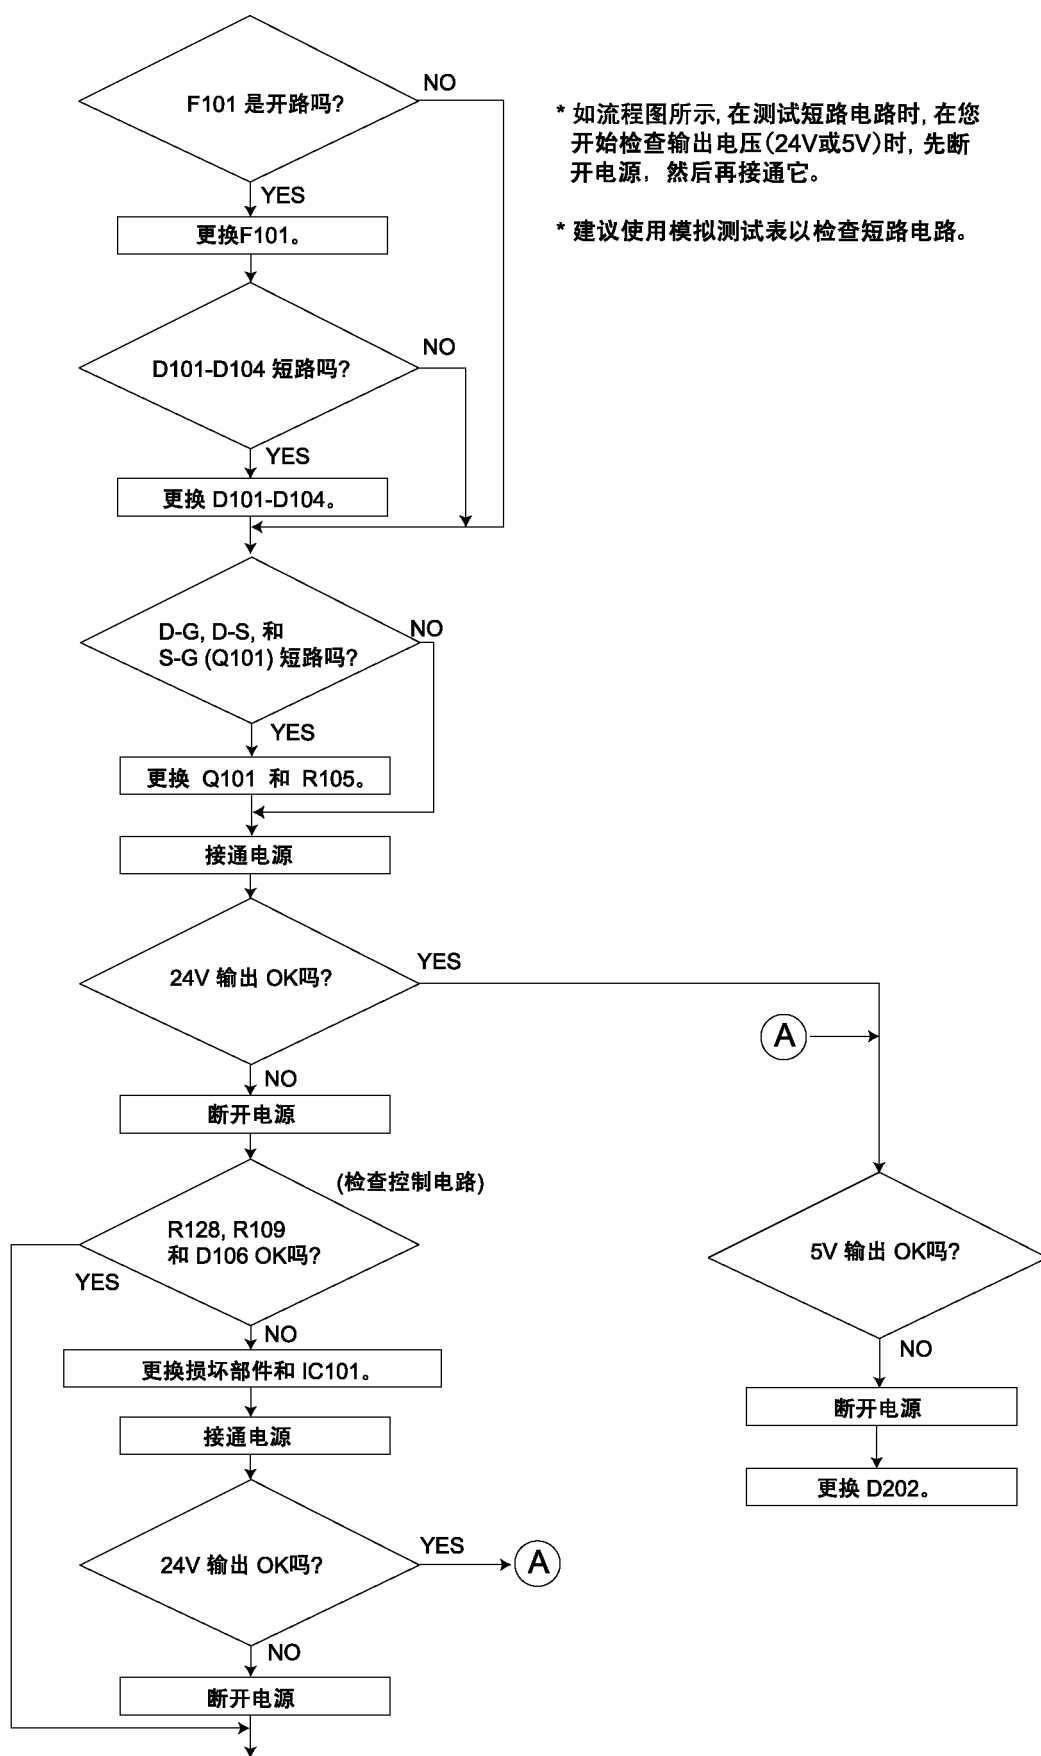 F101 是开路吗?
NO
* 如流程图所示, 在测试短路电路时, 在您
开始检查输出电压(24V或5V)时, 先断
开电源, 然后再接通它。
YES
更换F101。
* 建议使用模拟测试表以检查短路电路。
D101-D104 短路吗?
NO
YES
更换 D101-D104。
D-G, D-S, 和
S-G (Q101) 短路吗?
NO
YES
更换 Q101 和 R105。
接通电源
24V 输出 OK吗?
YES
A
NO
断开电源
(检查控制电路)
R128, R109
和 D106 OK吗?
YES
5V 输出 OK吗?
NO
NO
更换损坏部件和 IC101。
断开电源
接通电源
更换 D202。
24V 输出 OK吗?
YES
A
NO
断开电源